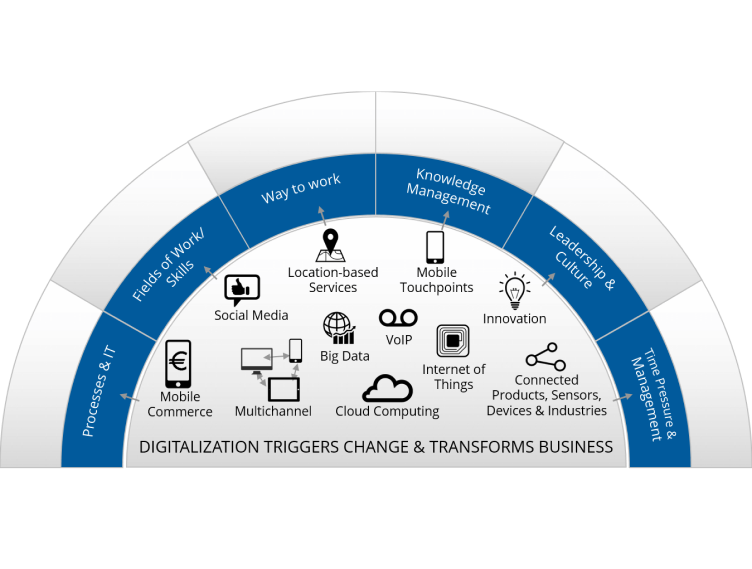 Processes & IT
Fields of Work/
Skills
Way to work
Knowledge
Management
Leadership &
Culture
Time Pressure &
Management
Location-based
Services
Mobile
Touchpoints
Social Media
Innovation
Big Data
VoIP
Internet of
Things
Mobile
Commerce
Multichannel
Cloud Computing
Connected
Products, Sensors,
Devices & Industries
€
DIGITALIZATION TRIGGERS CHANGE & TRANSFORMS BUSINESS